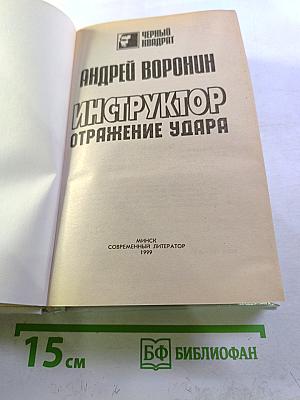 ЧЕРНЫЙ
КВАДРАТ
АНДРЕЙ ВОРОНИН
ИНСТРУКТОР
ОТРАЖЕНИЕ УДАРА
МИНСК
СОВРЕМЕННЫЙ ЛИТЕРАТОР
1999
15 см
БФ БИБЛИОФАН